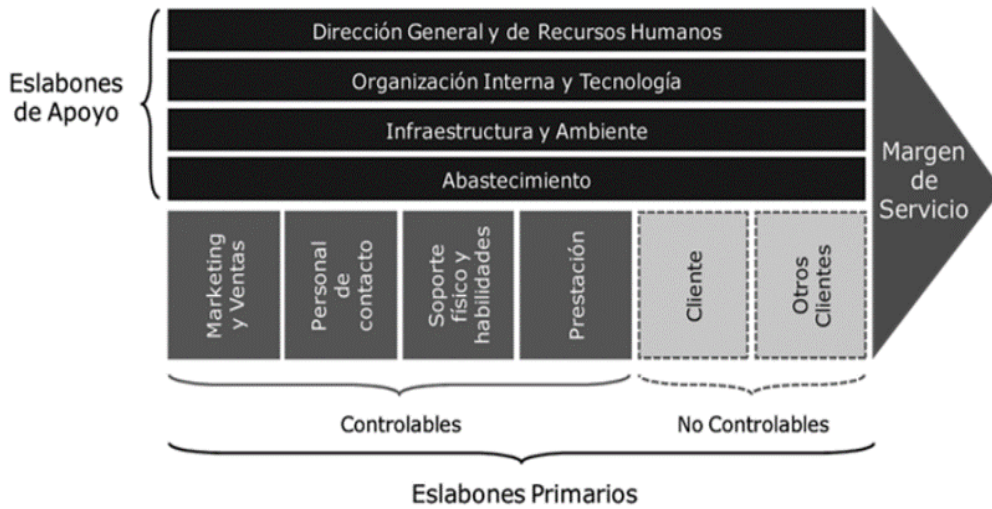 Dirección General y de Recursos Humanos
Organización Interna y Tecnología
Infraestructura y Ambiente
Abastecimiento
Eslabones
de Apoyo
Marketing
y Ventas
Personal
de
contacto
Soporte
físico y
habilidades
Prestación
Cliente
Otros
Clientes
Margen
de
Servicio
Controlables
No Controlables
Eslabones Primarios